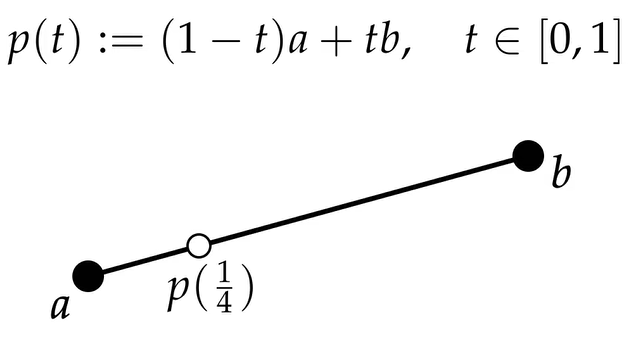 p(t) := (1 − t)a + tb, t ∈ [0, 1]
b
p(1/4)
a